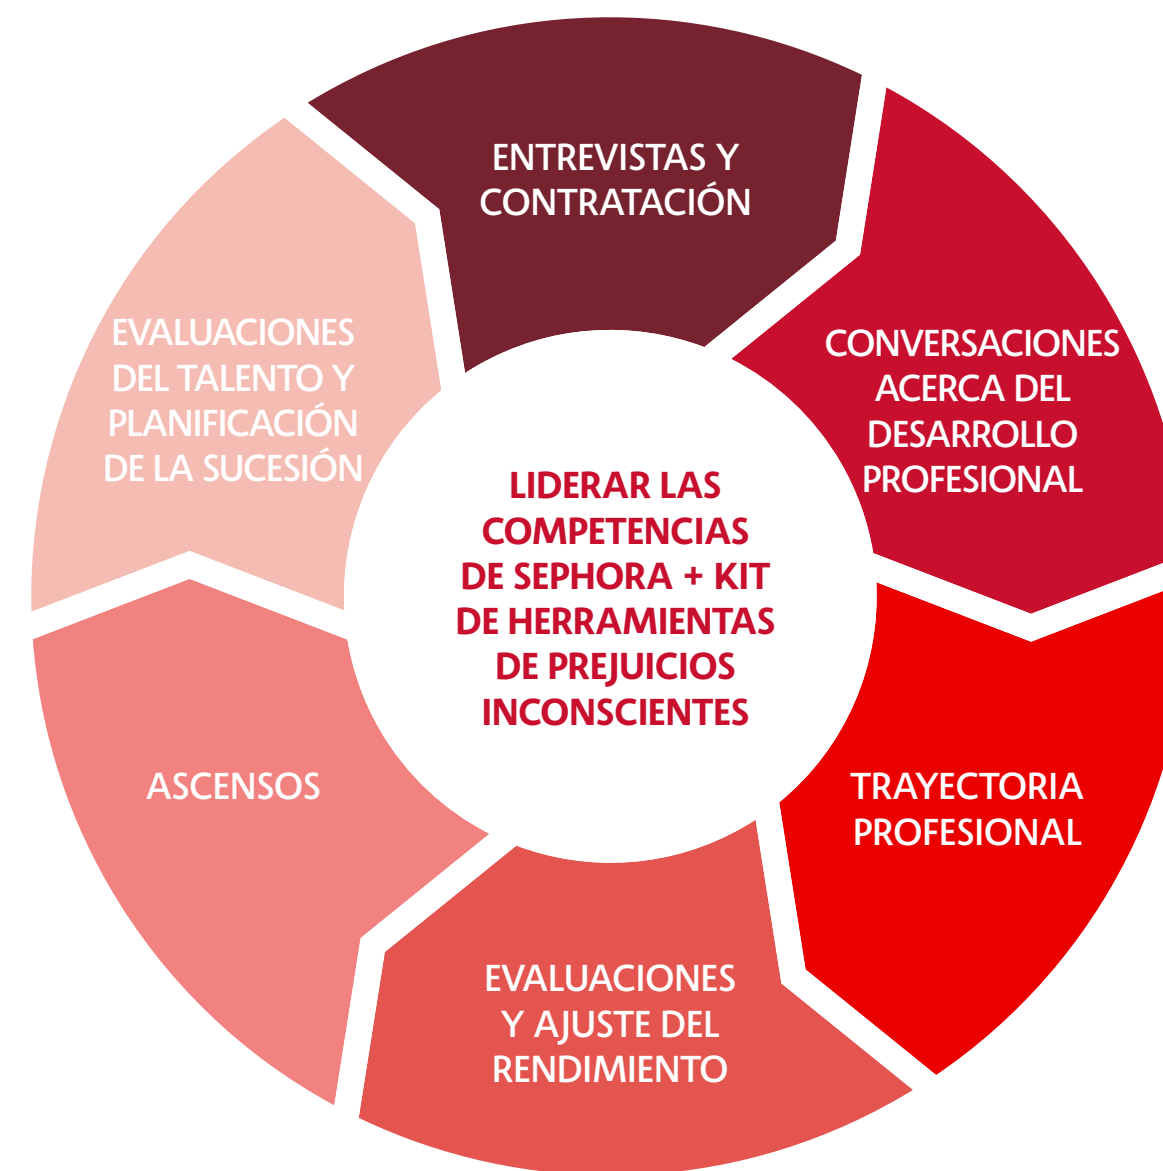 ENTREVISTAS Y
CONTRATACIÓN
CONVERSACIONES
ACERCA DEL
DESARROLLO
PROFESIONAL
TRAYECTORIA
PROFESIONAL
EVALUACIONES
Y AJUSTE DEL
RENDIMIENTO
ASCENSOS
EVALUACIONES
DEL TALENTO Y
PLANIFICACIÓN
DE LA SUCESIÓN
LIDERAR LAS
COMPETENCIAS
DE SEPHORA + KIT
DE HERRAMIENTAS
DE PREJUICIOS
INCONSCIENTES